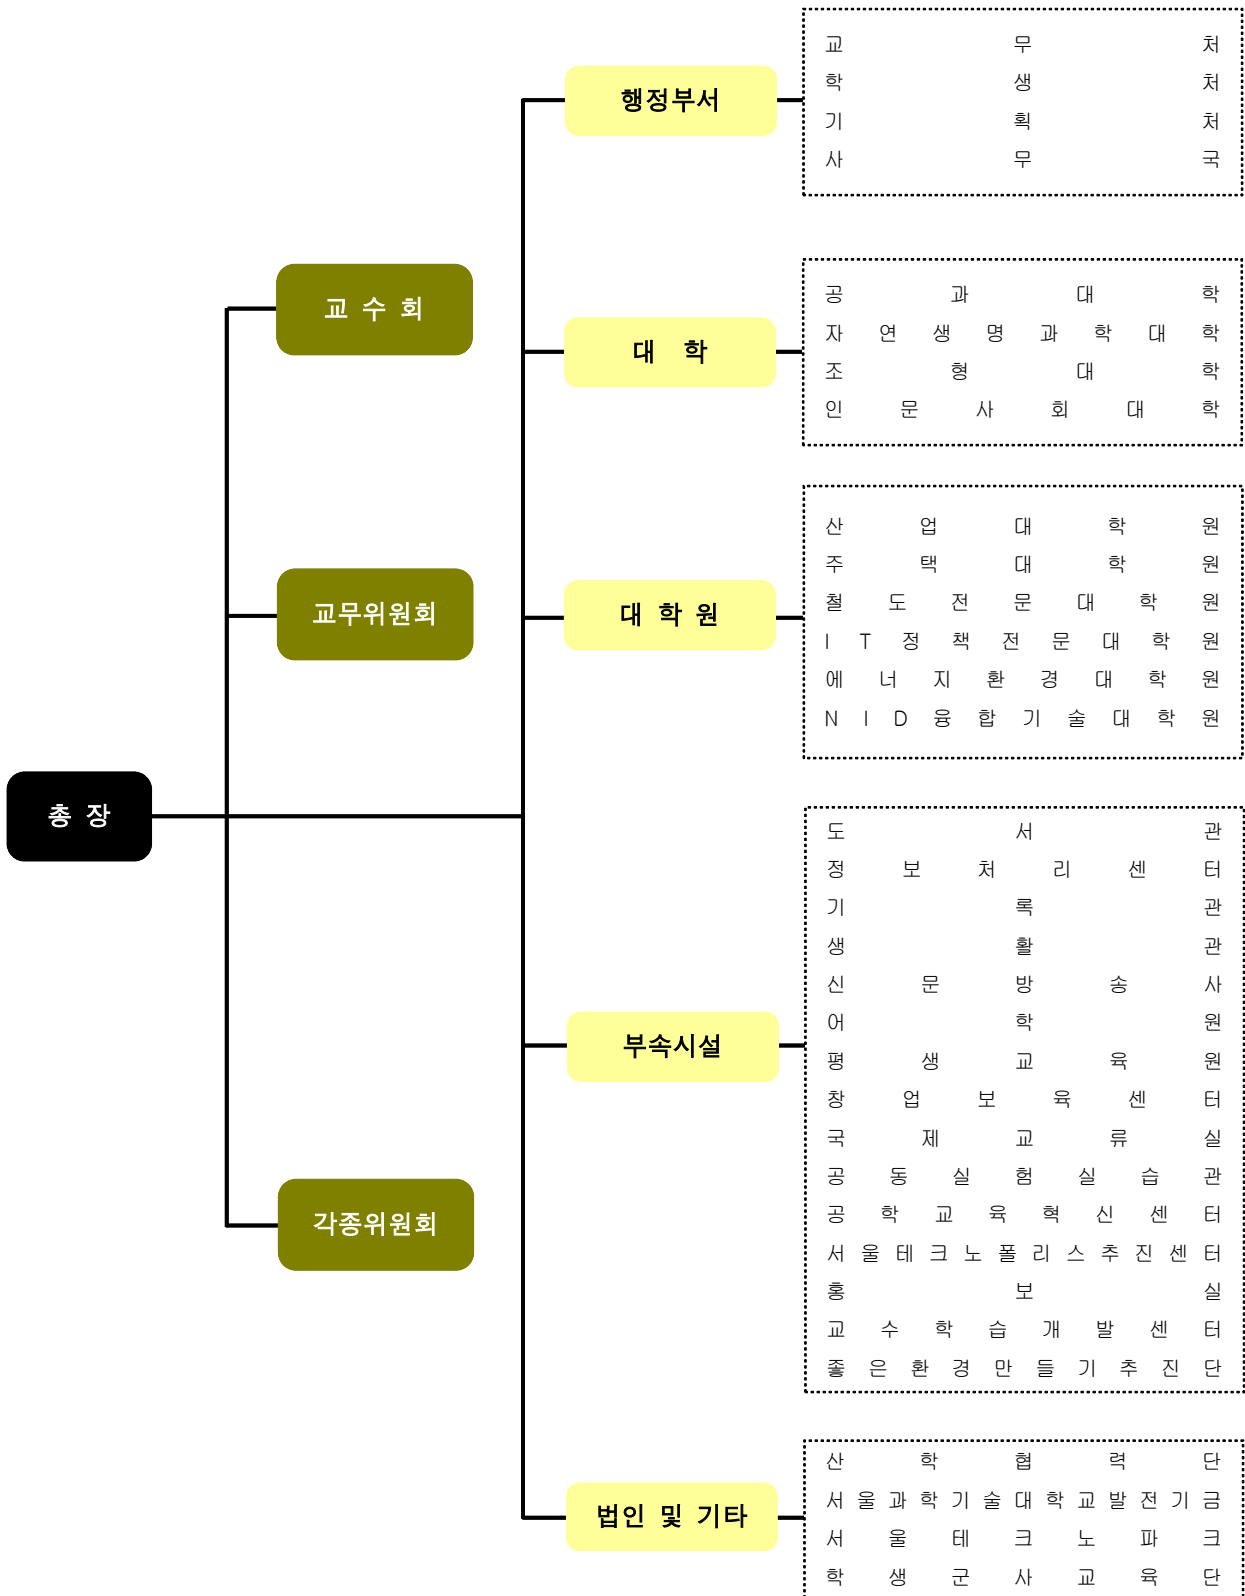 총 장
교 수 회
교무위원회
각종위원회
행정부서
교 무 처
학 생 처
기 획 처
사 무 국
대 학
공 과 대 학
자 연 생 명 과 학 대 학
조 형 대 학
인 문 사 회 대 학
대 학 원
산 업 대 학 원
주 택 대 학 원
철 도 전 문 대 학 원
I T 정 책 전 문 대 학 원
에 너 지 환 경 대 학 원
N I D 융 합 기 술 대 학 원
부속시설
도 서 관
정 보 처 리 센 터
기 록 관
생 활 관
신 문 방 송 사
어 학 원
평 생 교 육 원
창 업 보 육 센 터
국 제 교 류 실
공 동 실 험 실 습 관
공 학 교 육 혁 신 센 터
서 울 테 크 노 폴 리 스 추 진 센 터
홍 보 실
교 수 학 습 개 발 센 터
좋 은 환 경 만 들 기 추 진 단
법인 및 기타
산 학 협 력 단
서 울 과 학 기 술 대 학 교 발 전 기 금
서 울 테 크 노 파 크
학 생 군 사 교 육 단